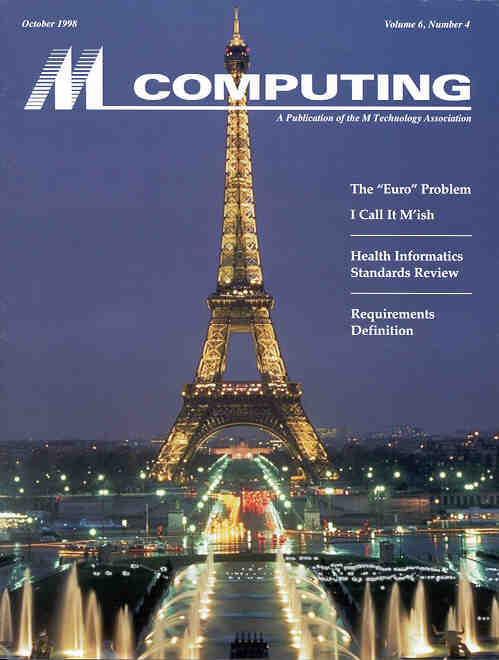 October 1998
Volume 6, Number 4
M COMPUTING
A Publication of the M Technology Association
The “Euro” Problem
I Call It M’ish
Health Informatics
Standards Review
Requirements
Definition